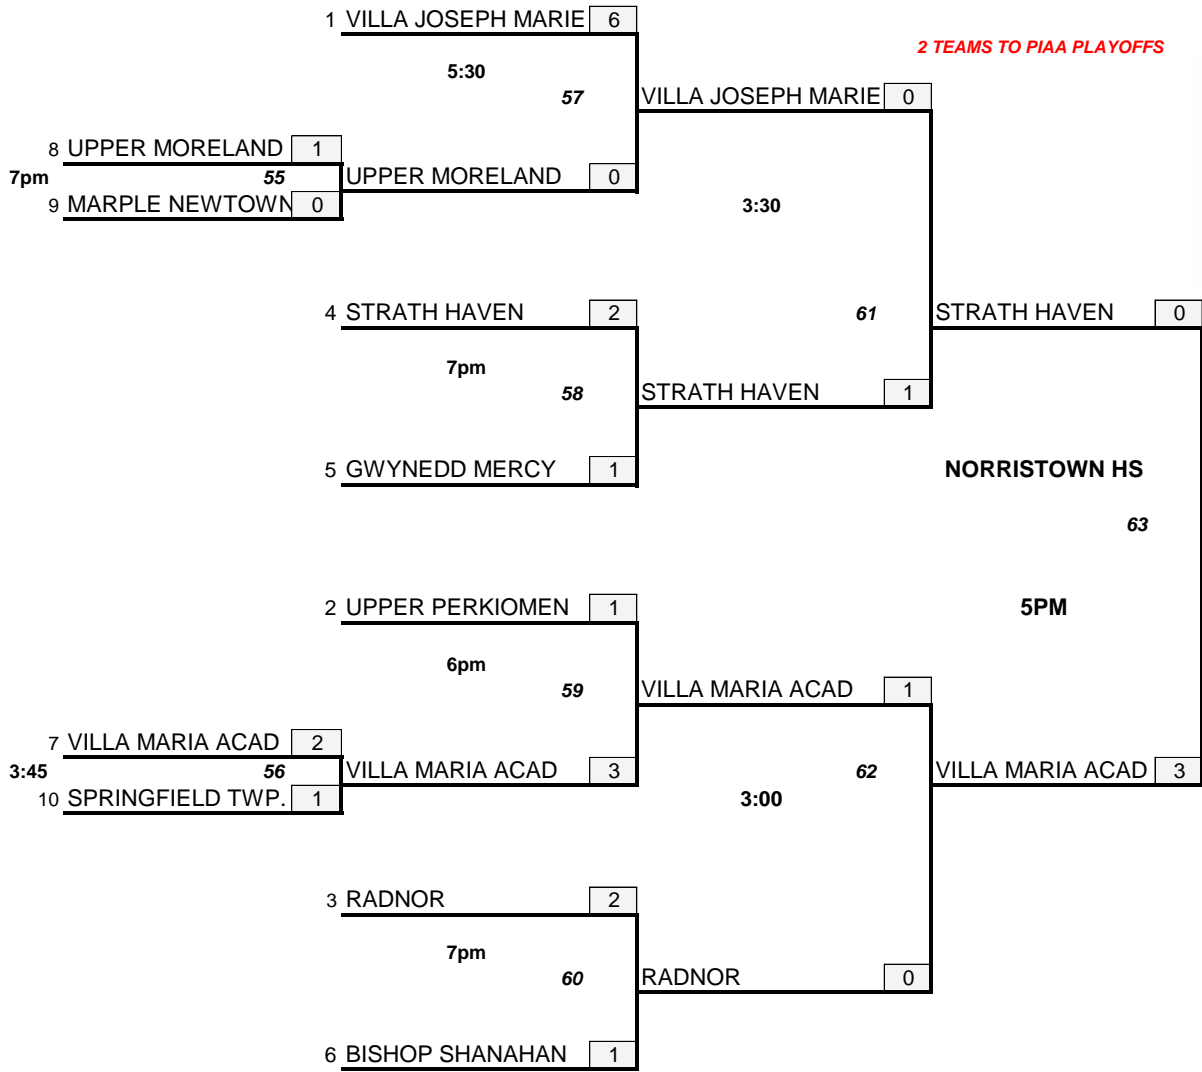 1 VILLA JOSEPH MARIE 6
2 TEAMS TO PIAA PLAYOFFS
5:30
57 VILLA JOSEPH MARIE 0
8 UPPER MORELAND 1
7pm 55 UPPER MORELAND 0
9 MARPLE NEWTOWN 0 3:30
4 STRATH HAVEN 2 61 STRATH HAVEN 0
7pm
58 STRATH HAVEN 1
5 GWYNEDD MERCY 1 NORRISTOWN HS
63
2 UPPER PERKIOMEN 1 5PM
6pm
59 VILLA MARIA ACAD 1
7 VILLA MARIA ACAD 2
3:45 56 VILLA MARIA ACAD 3 62 VILLA MARIA ACAD 3
10 SPRINGFIELD TWP. 1 3:00
3 RADNOR 2
7pm
60 RADNOR 0
6 BISHOP SHANAHAN 1